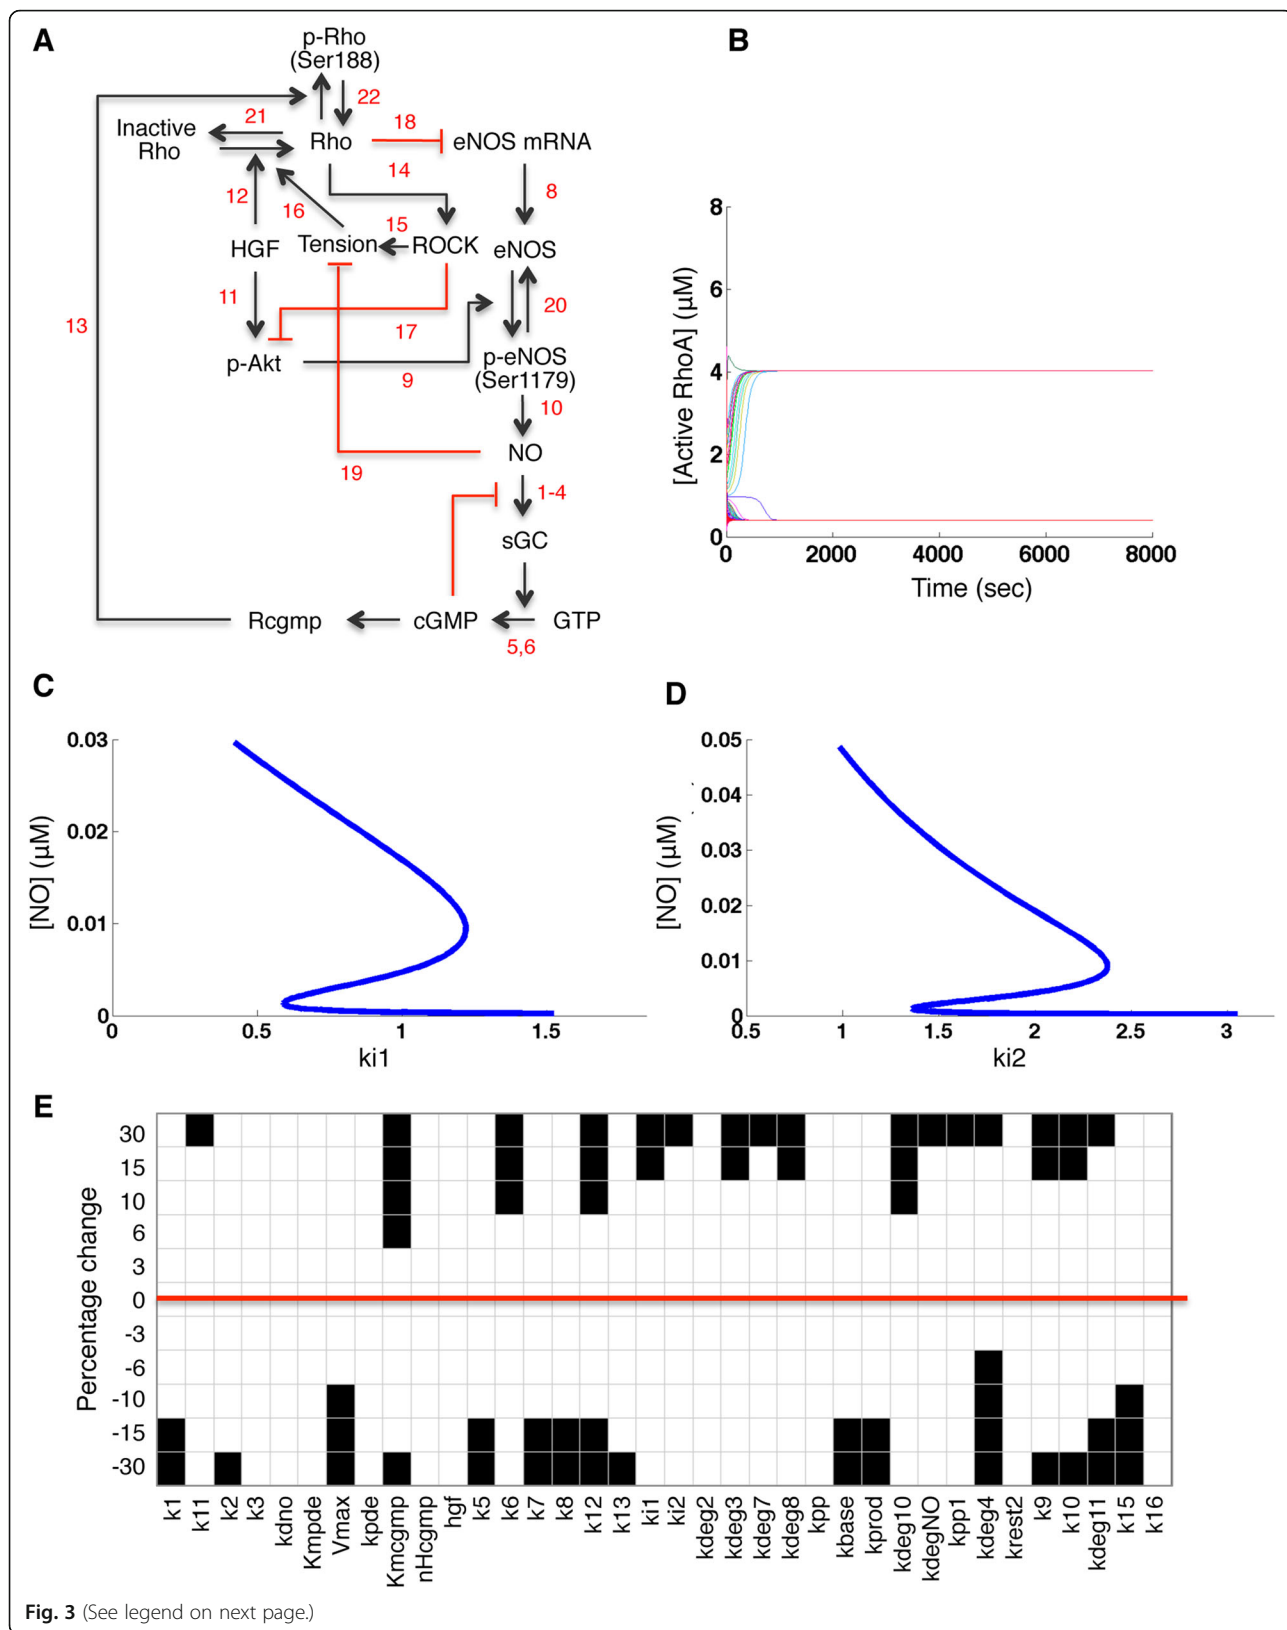 A
p-Rho
(Ser188)
22
21
Inactive
Rho
Rho
18
eNOS mRNA
14
12
16
8
15
HGF
Tension
ROCK
eNOS
11
20
13
17
p-Akt
9
p-eNOS
(Ser1179)
10
NO
19
1-4
sGC
Rcgmp
cGMP
GTP
5,6
B
[Active RhoA] (µM)
8
6
4
2
0
0 2000 4000 6000 8000
Time (sec)
C
[NO] (µM)
0.03
0.02
0.01
0
0 0.5 1 1.5
ki1
D
[NO] (µM)
0.05
0.04
0.03
0.02
0.01
0
0.5 1 1.5 2 2.5 3
ki2
E
Percentage change
30
15
10
6
3
0
-3
-6
-10
-15
-30
k1
k11
k2
k3
kdno
Kmpde
Vmax
kpde
Kmcgmp
nHcgmp
hgf
k5
k6
k7
k8
k12
k13
ki1
ki2
kdeg2
kdeg3
kdeg7
kdeg8
kpp
kbase
kprod
kdeg10
kdegNO
kpp1
kdeg4
krest2
k9
k10
kdeg11
k15
k16
Fig. 3 (See legend on next page.)